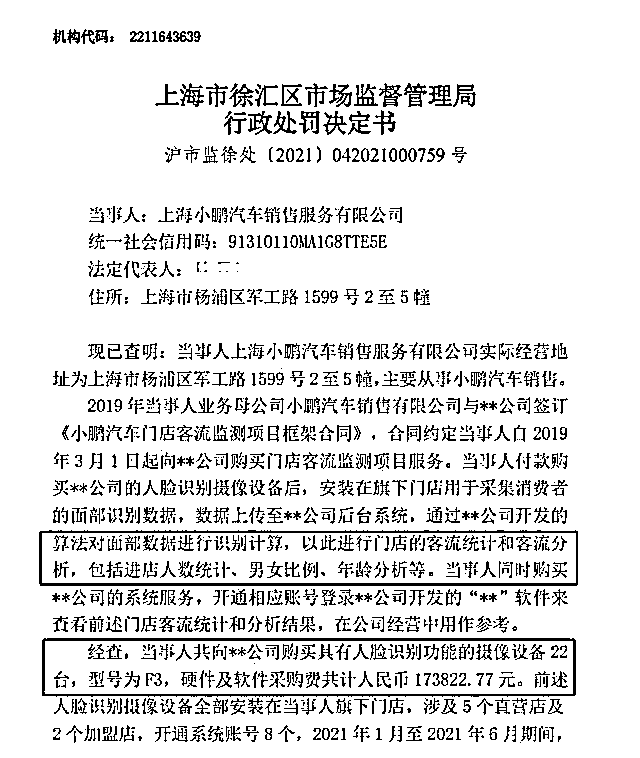 机构代码： 2211643639
上海市徐汇区市场监督管理局
行政处罚决定书
沪市监徐处〔2021〕042021000759 号
当事人：上海小鹏汽车销售服务有限公司
统一社会信用码：91310110MA1G8TTE5E
法定代表人：
住所：上海市杨浦区军工路 1599 号 2 至 5 幢
现已查明：当事人上海小鹏汽车销售服务有限公司实际经营地
址为上海市杨浦区军工路 1599 号 2 至 5 幢，主要从事小鹏汽车销售。
2019 年当事人业务母公司小鹏汽车销售有限公司与**公司签订
《小鹏汽车门店客流监测项目框架合同》，合同约定当事人自 2019
年 3 月 1 日起向**公司购买门店客流监测项目服务。当事人付款购
买**公司的人脸识别摄像设备后，安装在旗下门店用于采集消费者
的面部识别数据，数据上传至**公司后台系统，通过**公司开发的
算法对面部数据进行识别计算，以此进行门店的客流统计和客流分
析，包括进店人数统计、男女比例、年龄分析等。当事人同时购买
**公司的系统服务，开通相应账号登录**公司开发的“**”软件来
查看前述门店客流统计和分析结果，在公司经营中用作参考。
经查，当事人共向**公司购买具有人脸识别功能的摄像设备 22
台，型号为 F3，硬件及软件采购费共计人民币 173822.77 元。前述
人脸识别摄像设备全部安装在当事人旗下门店，涉及 5 个直营店及
2 个加盟店，开通系统账号 8 个，2021 年 1 月至 2021 年 6 月期间，